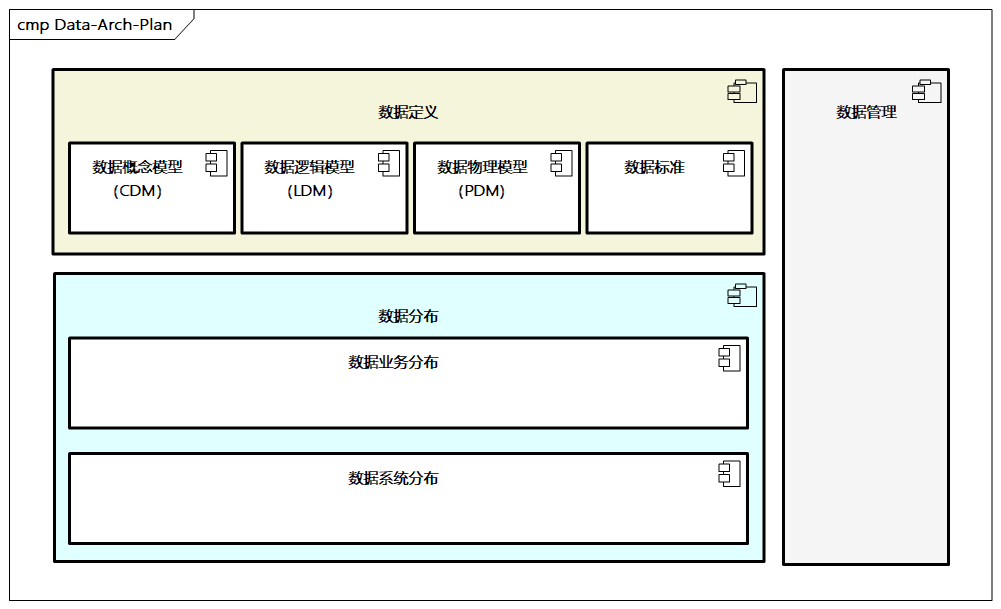 cmp Data-Arch-Plan
数据定义
数据管理
数据概念模型
（CDM）
数据逻辑模型
（LDM）
数据物理模型
（PDM）
数据标准
数据分布
数据业务分布
数据系统分布